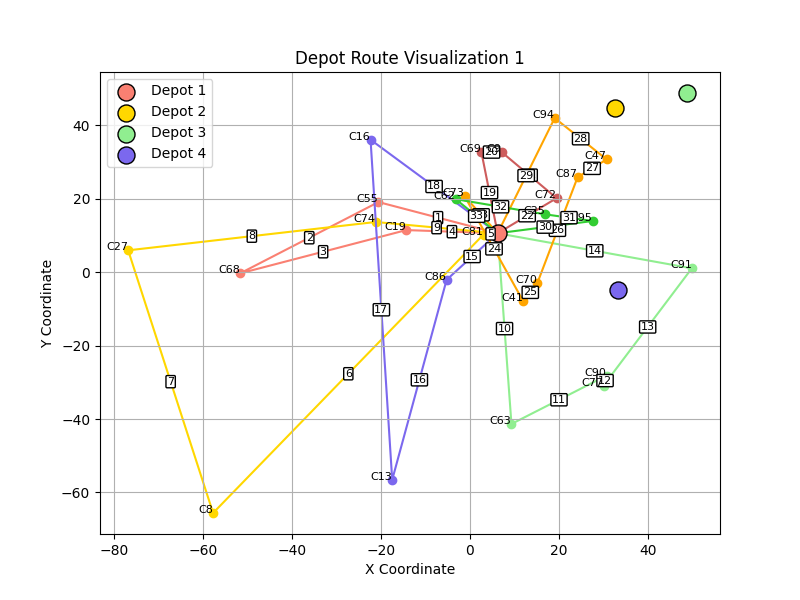 Depot Route Visualization 1
Depot 1
Depot 2
Depot 3
Depot 4
Y Coordinate
X Coordinate
40
20
0
−20
−40
−60
−80
−60
−40
−20
0
20
40
C94
28
C47
27
C87
29
C69
20
C9
C16
18
C62
C73
19
C72
32
33
C55
C74
1
C19
9
4
C81
5
22
C25
31
30
26
C27
8
2
3
C68
24
15
14
C91
C86
C70
25
C41
17
10
13
7
6
16
C90
12
11
C63
C13
C8